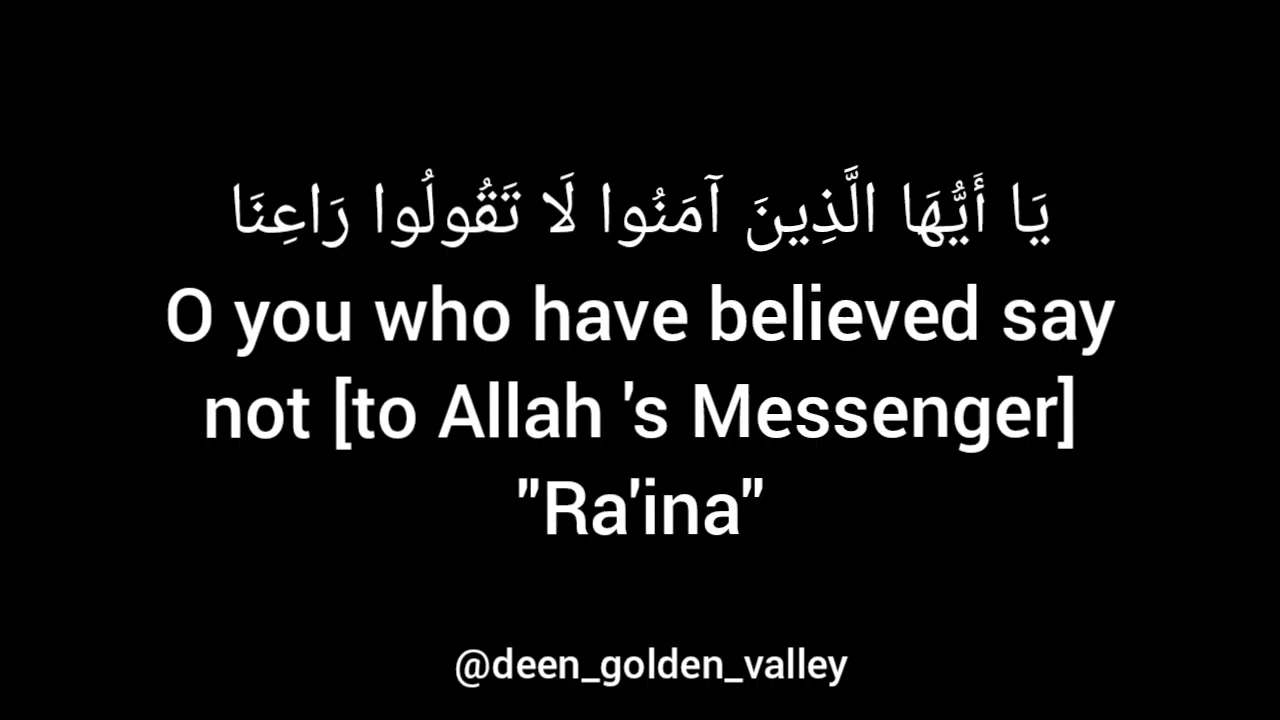 يَا أَيُّهَا الَّذِينَ آمَنُوا لَا تَقُولُوا رَاعِنَا
O you who have believed say
not [to Allah 's Messenger]
"Ra'ina"
@deen_golden_valley